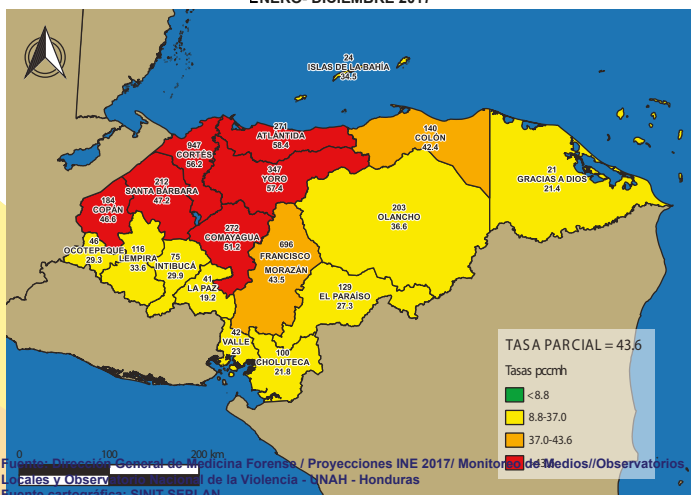 ENERO- DICIEMBRE 2017
24
ISLAS DE LA BAHÍA
34.5
271
ATLÁNTIDA
58.4
140
COLÓN
42.4
947
CORTÉS
56.2
347
YORO
57.4
21
GRACIAS A DIOS
21.4
212
SANTA BÁRBARA
47.2
184
COPÁN
46.6
203
OLANCHO
36.6
272
COMAYAGUA
51.2
46
OCOTEPEQUE
29.3
116
LEMPIRA
33.6
75
INTIBUCÁ
29.9
696
FRANCISCO
MORAZÁN
43.5
41
LA PAZ
19.2
129
EL PARAÍSO
27.3
42
VALLE
23
100
CHOLUTECA
21.8
TASA PARCIAL = 43.6
Tasas pccmh
<8.8
8.8-37.0
37.0-43.6
0 100 200 km
Fuente: Dirección General de Medicina Forense / Proyecciones INE 2017/ Monitoreo de Medios//Observatorios,
Locales y Observatorio Nacional de la Violencia - UNAH - Honduras
Fuente cartográfica: SINIT SEPLAN